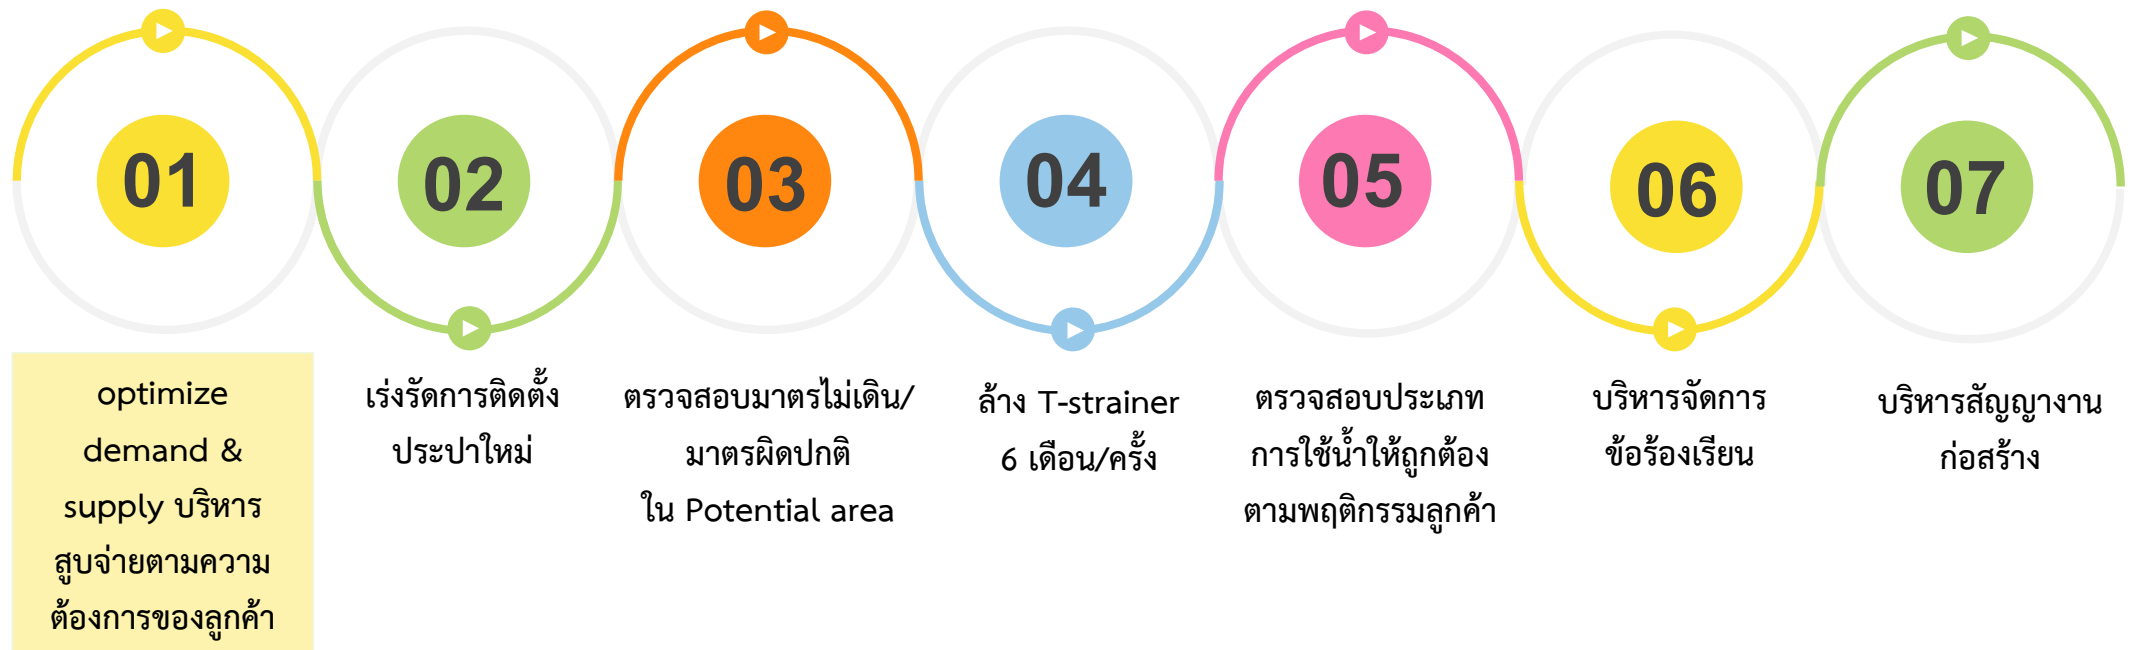 01
optimize
demand &
supply บริหาร
สูบจ่ายตามความ
ต้องการของลูกค้า
02
เร่งรัดการติดตั้ง
ประปาใหม่
03
ตรวจสอบมาตรไม่เดิน/
มาตรผิดปกติ
ใน Potential area
04
ล้าง T-strainer
6 เดือน/ครั้ง
05
ตรวจสอบประเภท
การใช้น้ำให้ถูกต้อง
ตามพฤติกรรมลูกค้า
06
บริหารจัดการ
ข้อร้องเรียน
07
บริหารสัญญางาน
ก่อสร้าง